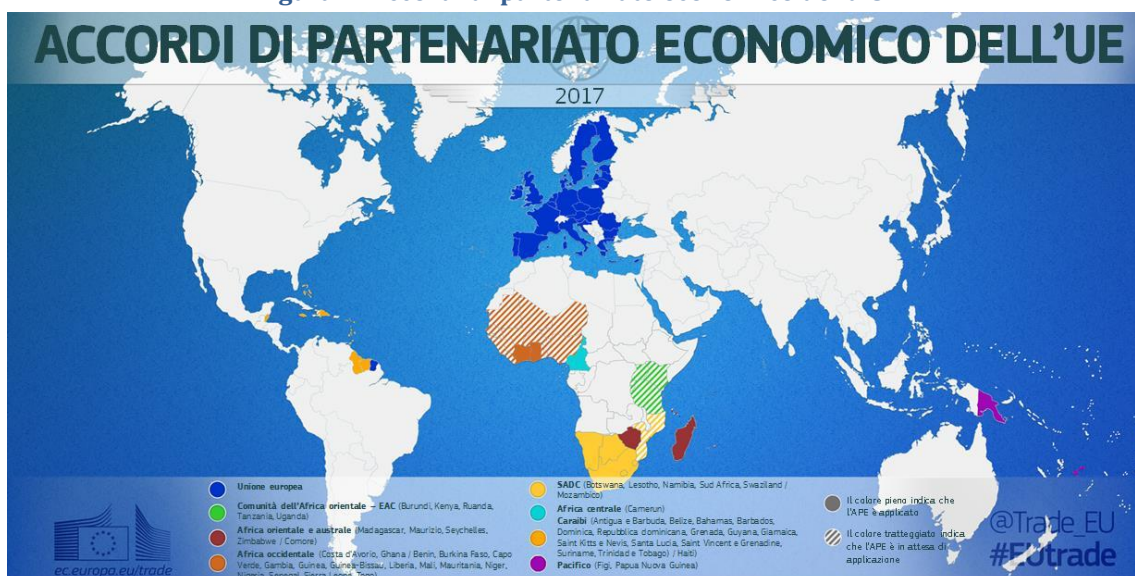 ACCORDI DI PARTENARIATO ECONOMICO DELL'UE
2017
Unione europea
Comunità dell'Africa orientale – EAC (Burundi, Kenya, Ruanda,
Tanzania, Uganda)
Africa orientale e australe (Madagascar, Maurizio, Seychelles,
Zimbabwe / Comore)
Africa occidentale (Costa d'Avorio, Ghana / Benin, Burkina Faso, Capo
Verde, Gambia, Guinea, Guinea-Bissau, Liberia, Mali, Mauritania, Niger,
SADC (Botswana, Lesotho, Namibia, Sud Africa, Swaziland /
Mozambico)
Africa centrale (Camerun)
Caraibi (Antigua e Barbuda, Belize, Bahamas, Barbados,
Dominica, Repubblica dominicana, Grenada, Guyana, Giamaica,
Saint Kitts e Nevis, Santa Lucia, Saint Vincent e Grenadine,
Suriname, Trinidad e Tobago) / Haiti)
Pacifico (Figi, Papua Nuova Guinea)
Il colore pieno indica che
l'APE è applicato
Il colore tratteggiato indica
che l'APE è in attesa di
applicazione
ec.europa.eu/trade
@Trade_EU
#EUtrade